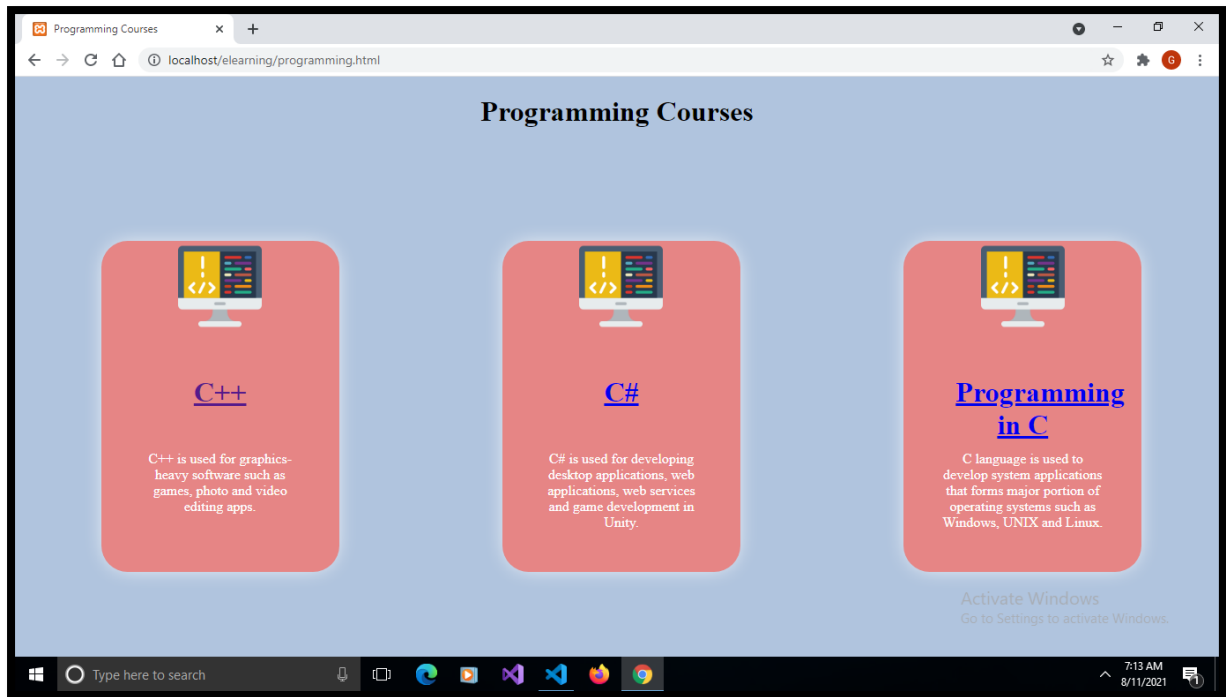 Programming Courses
localhost/elearning/programming.html
G
Programming Courses
C++
C++ is used for graphics-
heavy software such as
games, photo and video
editing apps.
C#
C# is used for developing
desktop applications, web
applications, web services
and game development in
Unity.
Programming
in C
C language is used to
develop system applications
that forms major portion of
operating systems such as
Windows, UNIX and Linux.
Activate Windows
Go to Settings to activate Windows.
Type here to search
7:13 AM
8/11/2021
1